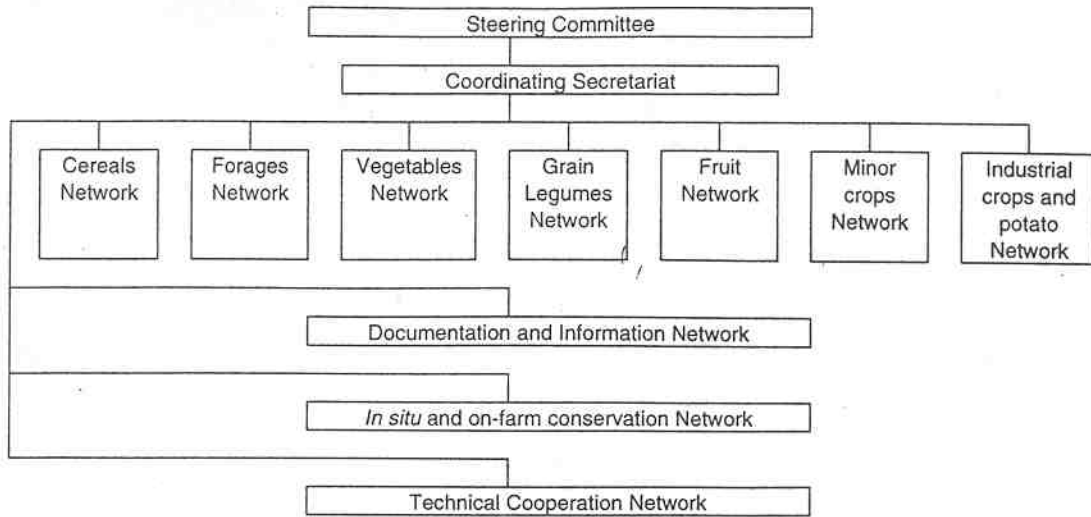 Steering Committee
Coordinating Secretariat
Cereals
Network
Forages
Network
Vegetables
Network
Grain
Legumes
Network
Fruit
Network
Minor
crops
Network
Industrial
crops and
potato
Network
Documentation and Information Network
In situ and on-farm conservation Network
Technical Cooperation Network